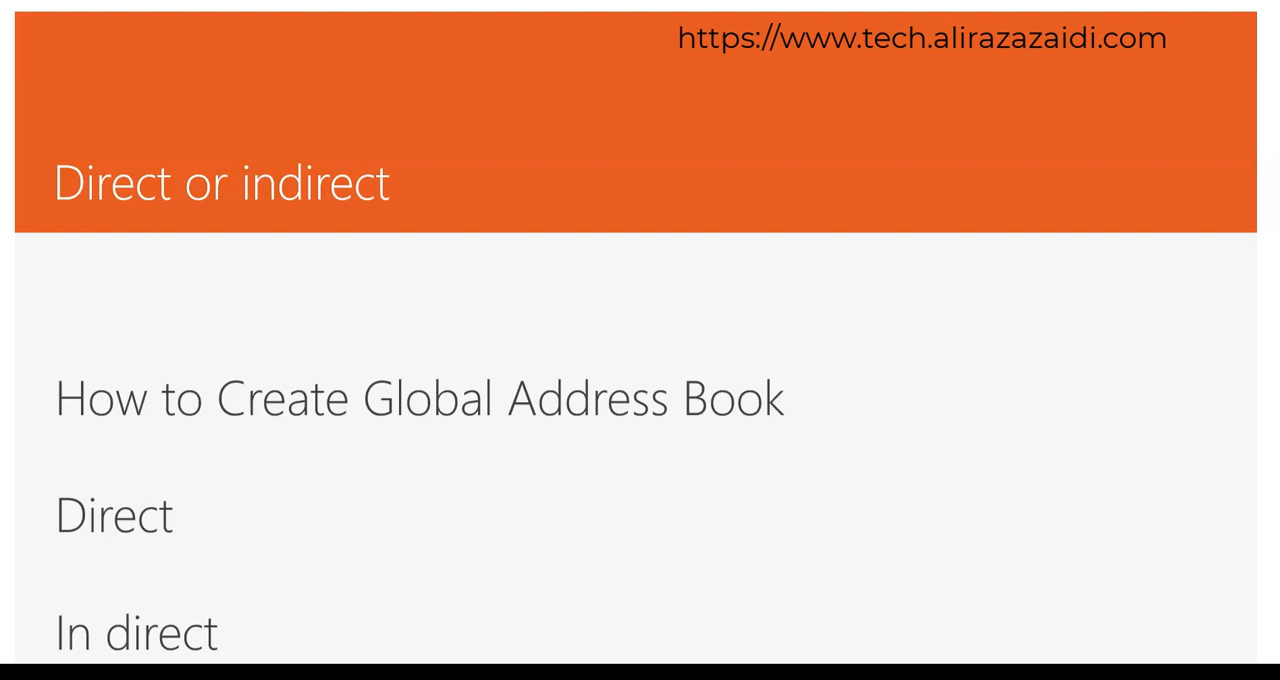 https://www.tech.alirazazaidi.com
Direct or indirect
How to Create Global Address Book
Direct
In direct